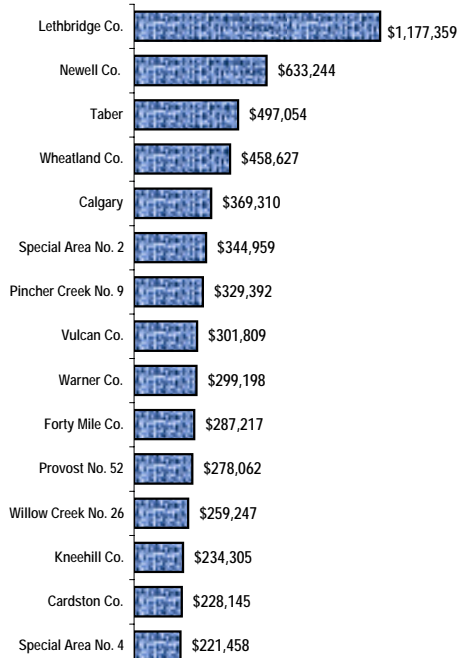 Lethbridge Co. $1,177,359
Newell Co. $633,244
Taber $497,054
Wheatland Co. $458,627
Calgary $369,310
Special Area No. 2 $344,959
Pincher Creek No. 9 $329,392
Vulcan Co. $301,809
Warner Co. $299,198
Forty Mile Co. $287,217
Provost No. 52 $278,062
Willow Creek No. 26 $259,247
Kneehill Co. $234,305
Cardston Co. $228,145
Special Area No. 4 $221,458